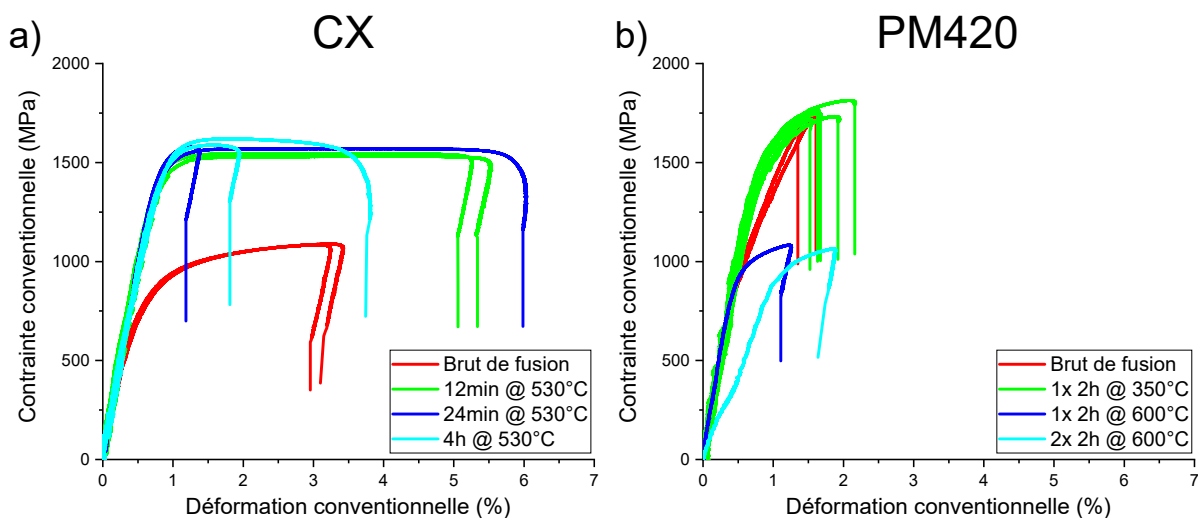 a)
CX
Contrainte conventionnelle (MPa)
2000
1500
1000
500
0
0 1 2 3 4 5 6 7
Déformation conventionnelle (%)
Brut de fusion
12min @ 530°C
24min @ 530°C
4h @ 530°C
b)
PM420
Contrainte conventionnelle (MPa)
2000
1500
1000
500
0
0 1 2 3 4 5 6 7
Déformation conventionnelle (%)
Brut de fusion
1x 2h @ 350°C
1x 2h @ 600°C
2x 2h @ 600°C